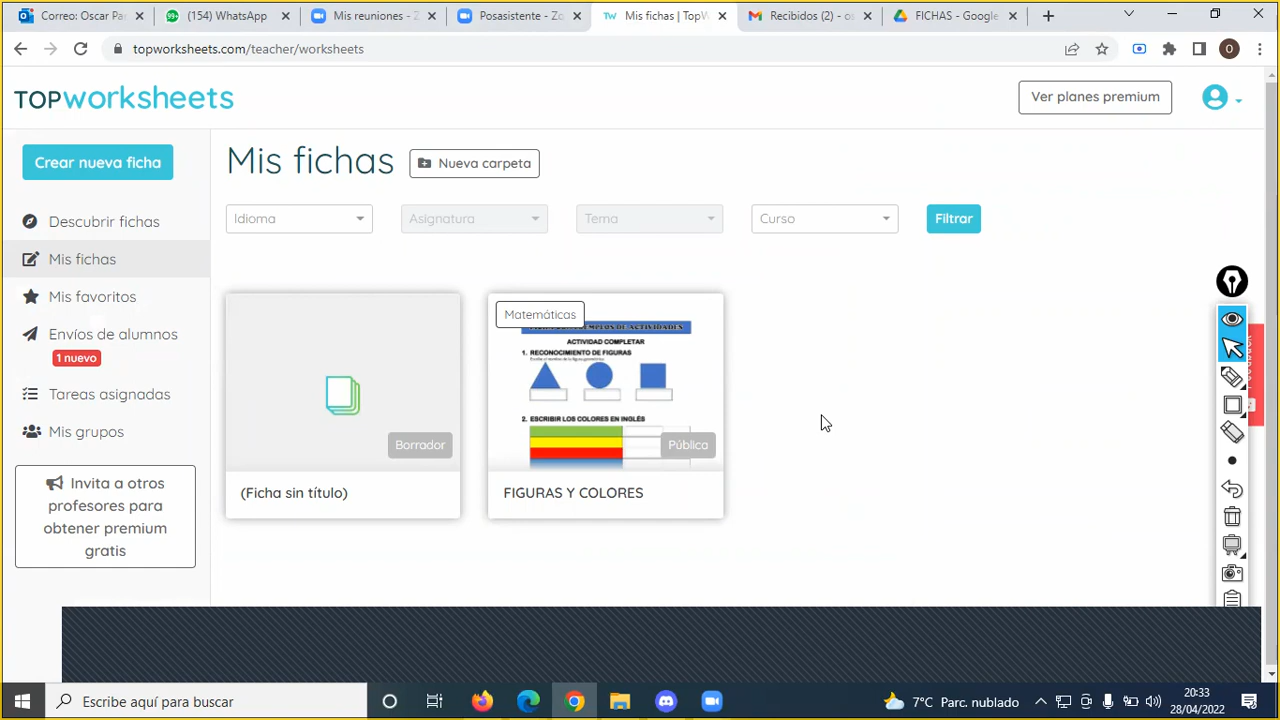 Correo: Oscar Pa
(154) WhatsApp
Mis reuniones - Z
Posasistente - Zo
TW Mis fichas | TopW
Recibidos (2) - os
FICHAS - Google
topworksheets.com/teacher/worksheets
O
TOPworksheets
Ver planes premium
Crear nueva ficha
Descubrir fichas
Mis fichas
Mis favoritos
Envíos de alumnos
1 nuevo
Tareas asignadas
Mis grupos
Invita a otros
profesores para
obtener premium
gratis
Mis fichas
Nueva carpeta
Idioma
Asignatura
Tema
Curso
Filtrar
Borrador
(Ficha sin título)
Matemáticas
ACTIVIDAD COMPLETAR
1. RECONOCIMIENTO DE FIGURAS
2. ESCRIBIR LOS COLORES EN INGLÉS
Pública
FIGURAS Y COLORES
Escribe aquí para buscar
7°C Parc. nublado
20:33
28/04/2022